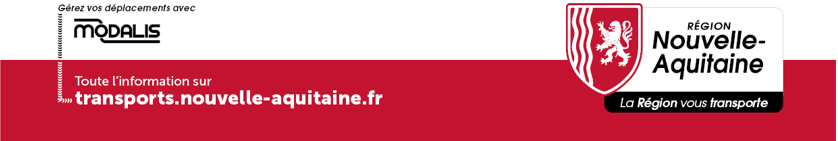 Gérez vos déplacements avec
MODALIS
Toute l'information sur
transports.nouvelle-aquitaine.fr
RÉGION
Nouvelle-
Aquitaine
La Région vous transporte